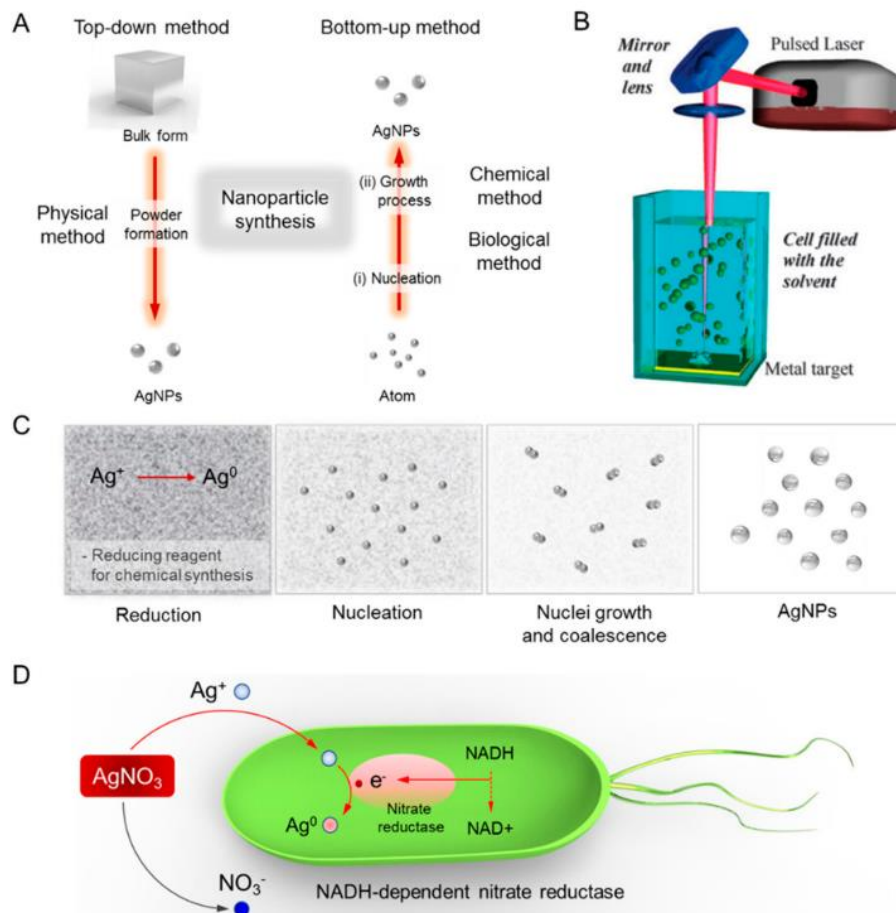 A
Top-down method
Bottom-up method
Bulk form
AgNPs
Physical
method
Powder
formation
Nanoparticle
synthesis
(ii) Growth
process
Chemical
method
Biological
method
(i) Nucleation
AgNPs
Atom
B
Mirror
and
lens
Pulsed Laser
Cell filled
with the
solvent
Metal target
C
Ag⁺ Ag⁰
- Reducing reagent
for chemical synthesis
Reduction
Nucleation
Nuclei growth
and coalescence
AgNPs
D
Ag⁺
AgNO₃
NADH
e⁻
Nitrate
reductase
Ag⁰
NAD+
NO₃⁻
NADH-dependent nitrate reductase